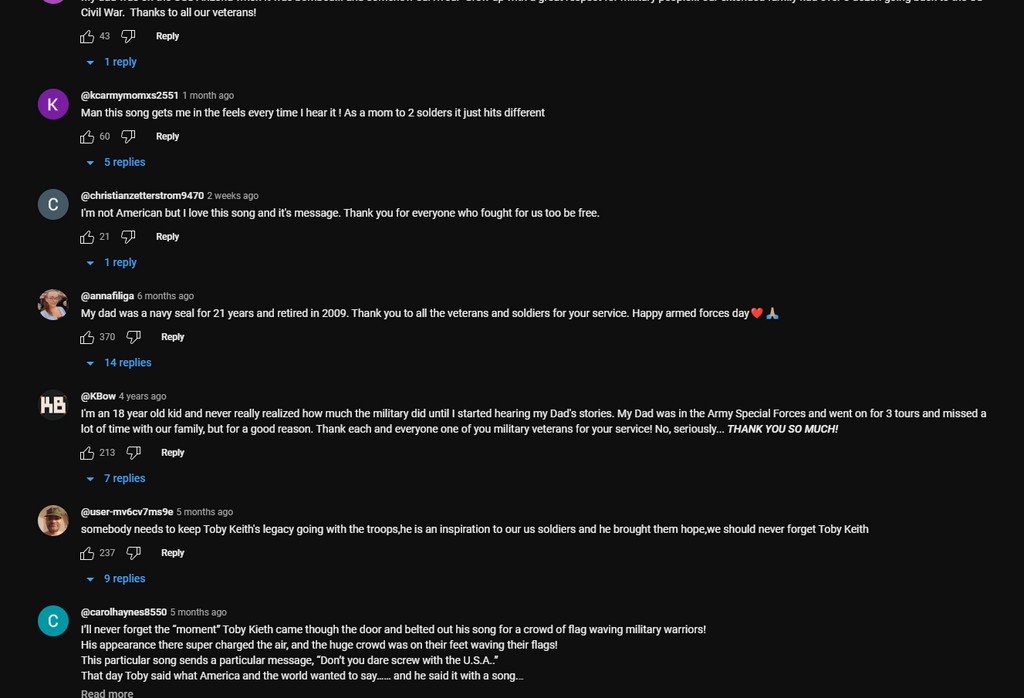 Civil War. Thanks to all our veterans!
43 Reply
1 reply
K
@kcarmymomxs2551 1 month ago
Man this song gets me in the feels every time I hear it ! As a mom to 2 solders it just hits different
60 Reply
5 replies
C
@christianzetterstrom9470 2 weeks ago
I'm not American but I love this song and it's message. Thank you for everyone who fought for us too be free.
21 Reply
1 reply
@annafiliga 6 months ago
My dad was a navy seal for 21 years and retired in 2009. Thank you to all the veterans and soldiers for your service. Happy armed forces day❤️🙏🏽
370 Reply
14 replies
KB
@KBow 4 years ago
I'm an 18 year old kid and never really realized how much the military did until I started hearing my Dad's stories. My Dad was in the Army Special Forces and went on for 3 tours and missed a
lot of time with our family, but for a good reason. Thank each and everyone one of you military veterans for your service! No, seriously... THANK YOU SO MUCH!
213 Reply
7 replies
@user-mv6cv7ms9e 5 months ago
somebody needs to keep Toby Keith's legacy going with the troops,he is an inspiration to our us soldiers and he brought them hope,we should never forget Toby Keith
237 Reply
9 replies
C
@carolhaynes8550 5 months ago
I'll never forget the “moment” Toby Kieth came though the door and belted out his song for a crowd of flag waving military warriors!
His appearance there super charged the air, and the huge crowd was on their feet waving their flags!
This particular song sends a particular message, “Don't you dare screw with the U.S.A..”
That day Toby said what America and the world wanted to say…… and he said it with a song…
Read more